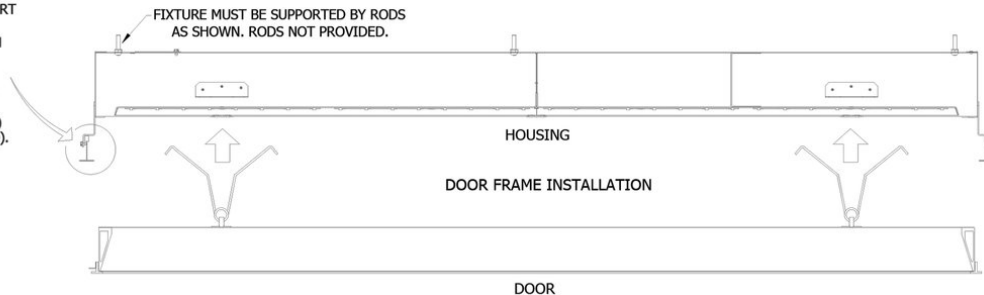 FIXTURE MUST BE SUPPORTED BY RODS
AS SHOWN. RODS NOT PROVIDED.
HOUSING
DOOR FRAME INSTALLATION
DOOR